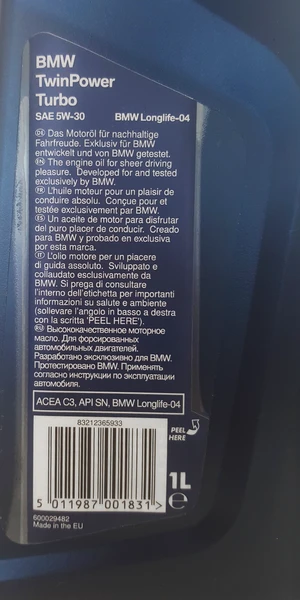 BMW
TwinPower
Turbo
SAE 5W-30 BMW Longlife-04
DE Das Motoröl für nachhaltige
Fahrfreude. Exklusiv für BMW
entwickelt und von BMW getestet.
EN The engine oil for sheer driving
pleasure. Developed for and tested
exclusively by BMW.
FR L'huile moteur pour un plaisir de
conduire absolu. Conçue pour et
testée exclusivement par BMW.
ES Un aceite de motor para disfrutar
del puro placer de conducir. Creado
para BMW y probado en exclusiva
por esta marca.
IT L'olio motore per un piacere
di guida assoluto. Sviluppato e
collaudato esclusivamente da
BMW. Si prega di consultare
l'interno dell'etichetta per importanti
informazioni su salute e ambiente
(sollevare l'angolo in basso a destra
con la scritta 'PEEL HERE').
RU Высококачественное моторное
масло. Для форсированных
автомобильных двигателей.
Разработано эксклюзивно для BMW.
Протестировано BMW. Применять
согласно инструкции по эксплуатации
автомобиля.
ACEA C3, API SN, BMW Longlife-04
83212365933
PEEL
HERE
1L
e
5 011987 001831 >
600029482
Made in the EU